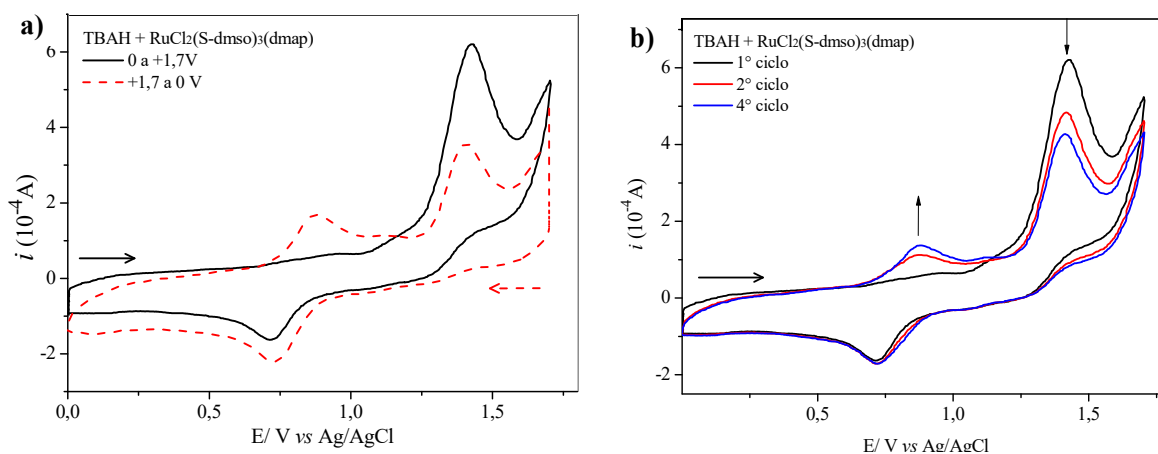 a)
TBAH + RuCl₂(S-dmso)₃(dmap)
0 a +1,7V
+1,7 a 0 V
6
4
2
0
-2
i (10⁻⁴A)
0,0 0,5 1,0 1,5
E/ V vs Ag/AgCl
b)
TBAH + RuCl₂(S-dmso)₃(dmap)
1° ciclo
2° ciclo
4° ciclo
6
4
2
0
-2
i (10⁻⁴A)
0,5 1,0 1,5
E/ V vs Ag/AgCl